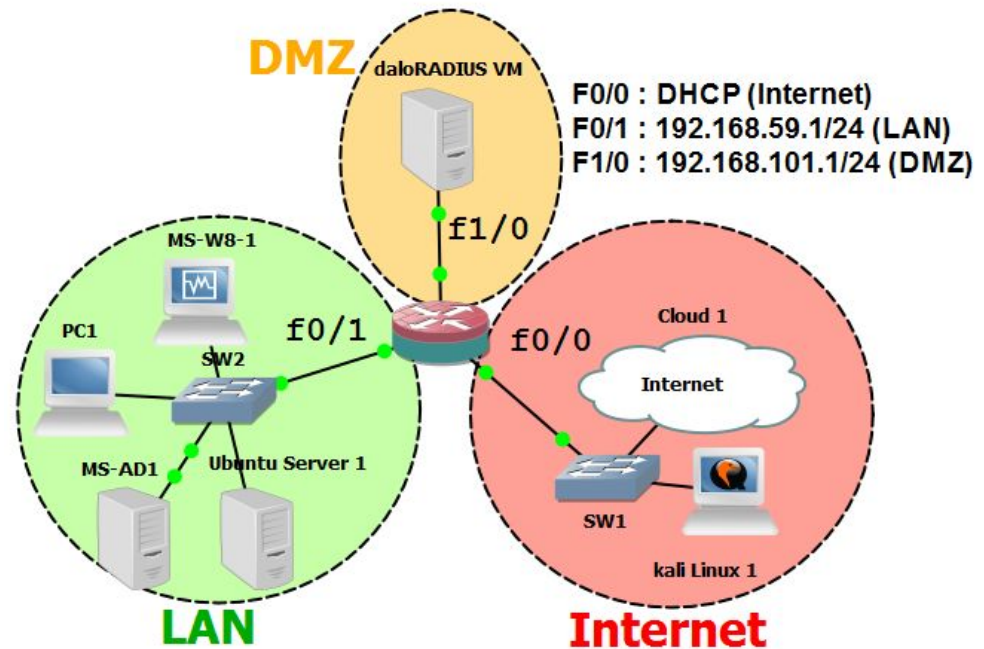 DMZ
daloRADIUS VM
F0/0 : DHCP (Internet)
F0/1 : 192.168.59.1/24 (LAN)
F1/0 : 192.168.101.1/24 (DMZ)
f1/0
MS-W8-1
PC1
SW2
f0/1
f0/0
Cloud 1
Internet
MS-AD1
Ubuntu Server 1
SW1
kali Linux 1
LAN
Internet